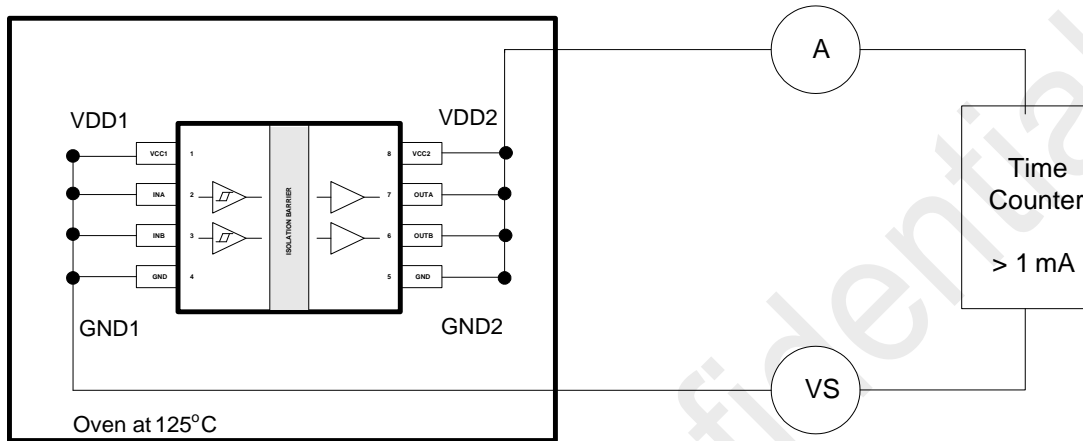 VDD1
VDD2
VCC1 1
INA 2
INB 3
GND 4
ISOLATION BARRIER
8 VCC2
7 OUTA
6 OUTB
5 GND
GND1
GND2
Oven at 125°C
A
Time
Counter
> 1 mA
VS